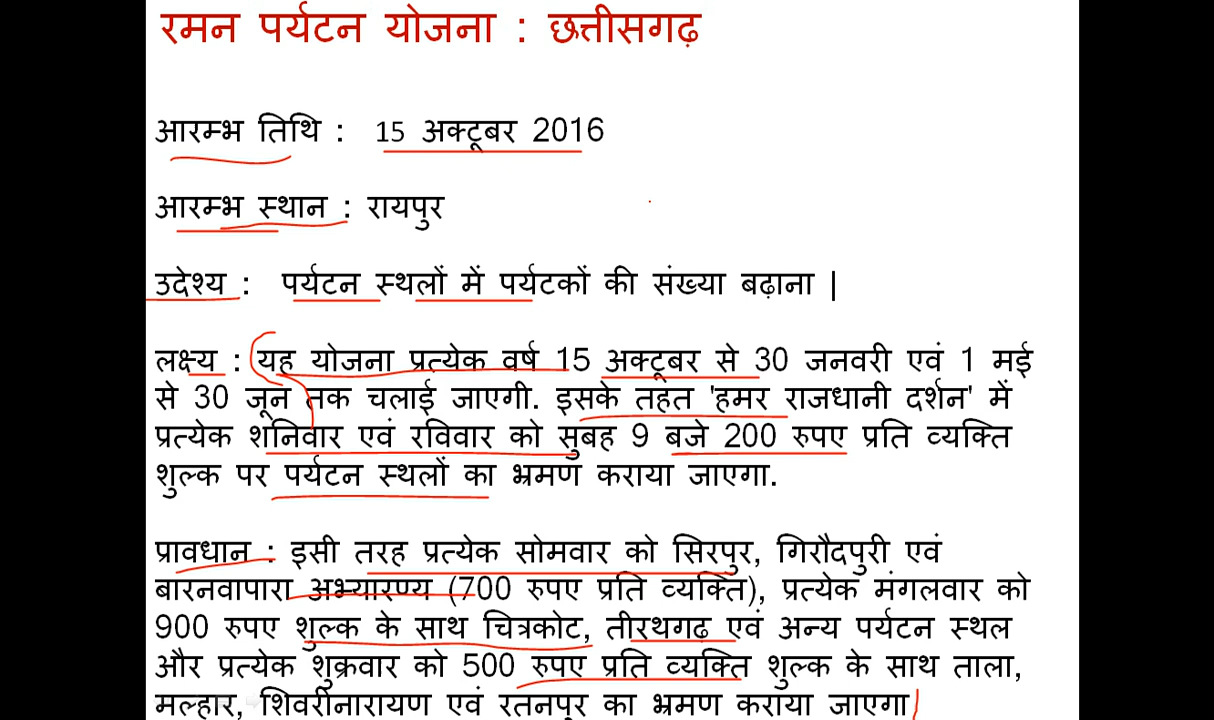 रमन पर्यटन योजना : छत्तीसगढ़
आरम्भ तिथि : 15 अक्टूबर 2016
आरम्भ स्थान : रायपुर
उदेश्य : पर्यटन स्थलों में पर्यटकों की संख्या बढ़ाना |
लक्ष्य : यह योजना प्रत्येक वर्ष 15 अक्टूबर से 30 जनवरी एवं 1 मई
से 30 जून तक चलाई जाएगी. इसके तहत 'हमर राजधानी दर्शन' में
प्रत्येक शनिवार एवं रविवार को सुबह 9 बजे 200 रुपए प्रति व्यक्ति
शुल्क पर पर्यटन स्थलों का भ्रमण कराया जाएगा.
प्रावधान : इसी तरह प्रत्येक सोमवार को सिरपुर, गिरौदपुरी एवं
बारनवापारा अभ्यारण्य (700 रुपए प्रति व्यक्ति), प्रत्येक मंगलवार को
900 रुपए शुल्क के साथ चित्रकोट, तीरथगढ़ एवं अन्य पर्यटन स्थल
और प्रत्येक शुक्रवार को 500 रुपए प्रति व्यक्ति शुल्क के साथ ताला,
मल्हार, शिवरीनारायण एवं रतनपुर का भ्रमण कराया जाएगा